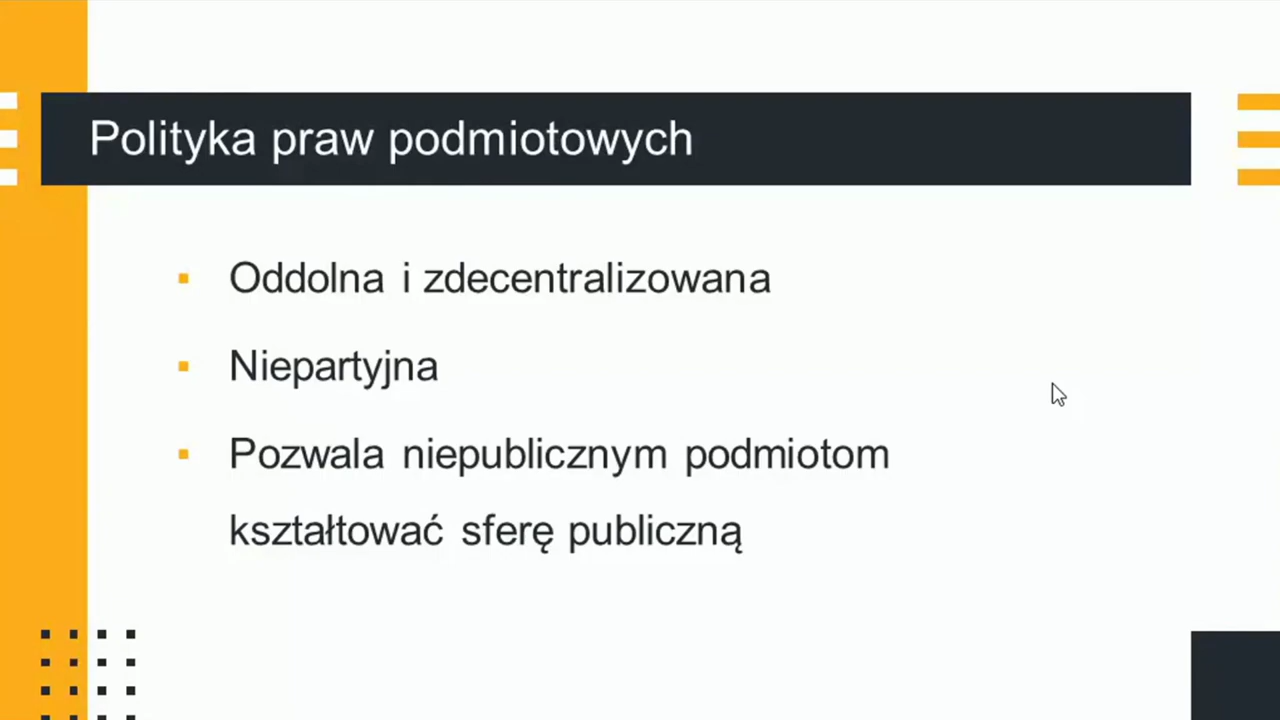 Polityka praw podmiotowych
Oddolna i zdecentralizowana
Niepartyjna
Pozwala niepublicznym podmiotom
kształtować sferę publiczną